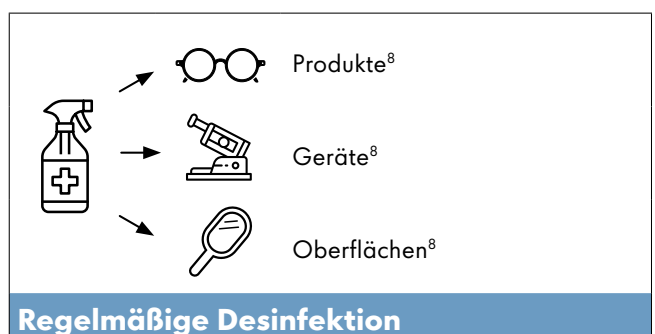 Produkte⁸
Geräte⁸
Oberflächen⁸
Regelmäßige Desinfektion